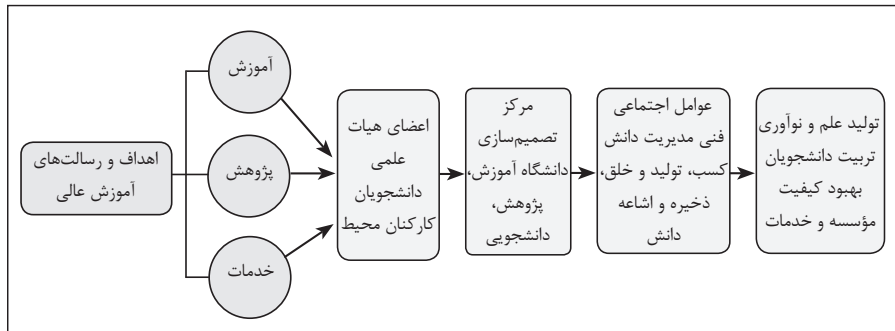 اهداف و رسالت‌های
آموزش عالی
آموزش
پژوهش
خدمات
اعضای هیات
علمی
دانشجویان
کارکنان محیط
مرکز
تصمیم‌سازی
دانشگاه آموزش،
پژوهش،
دانشجویی
عوامل اجتماعی
فنی مدیریت دانش
کسب، تولید و خلق،
ذخیره و اشاعه
دانش
تولید علم و نوآوری
تربیت دانشجویان
بهبود کیفیت
مؤسسه و خدمات